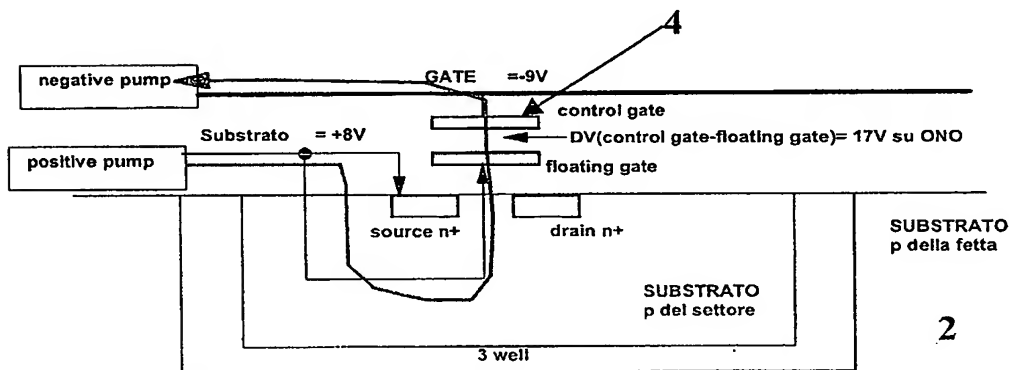 4
negative pump
GATE =-9V
control gate
Substrato = +8V
DV(control gate-floating gate)= 17V su ONO
positive pump
floating gate
source n+
drain n+
SUBSTRATO
p della fetta
SUBSTRATO
p del settore
2
3 well